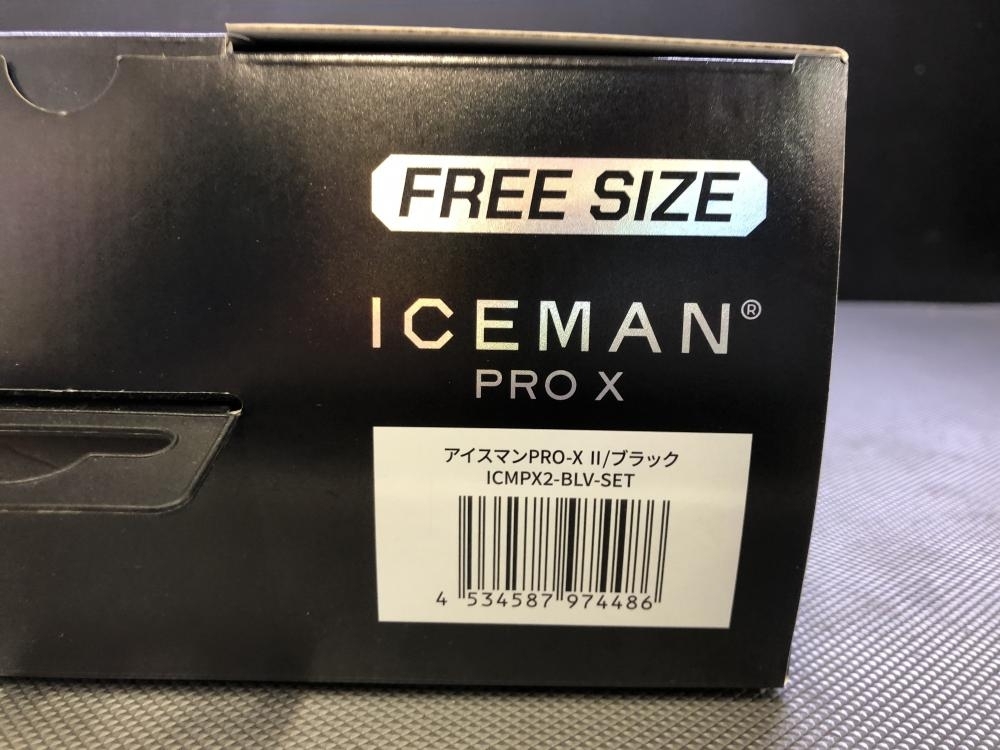 FREE SIZE
ICEMAN®
PRO X
アイスマンPRO-X II/ブラック
ICMPX2-BLV-SET
4 534587 974486